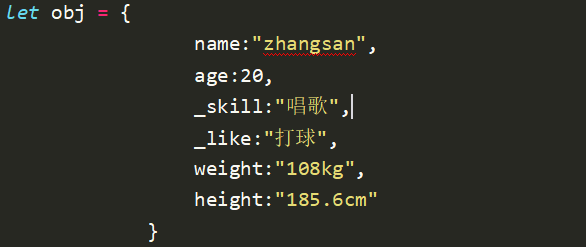 let obj = {
name:"zhangsan",
age:20,
_skill:"唱歌",
_like:"打球",
weight:"108kg",
height:"185.6cm"
}